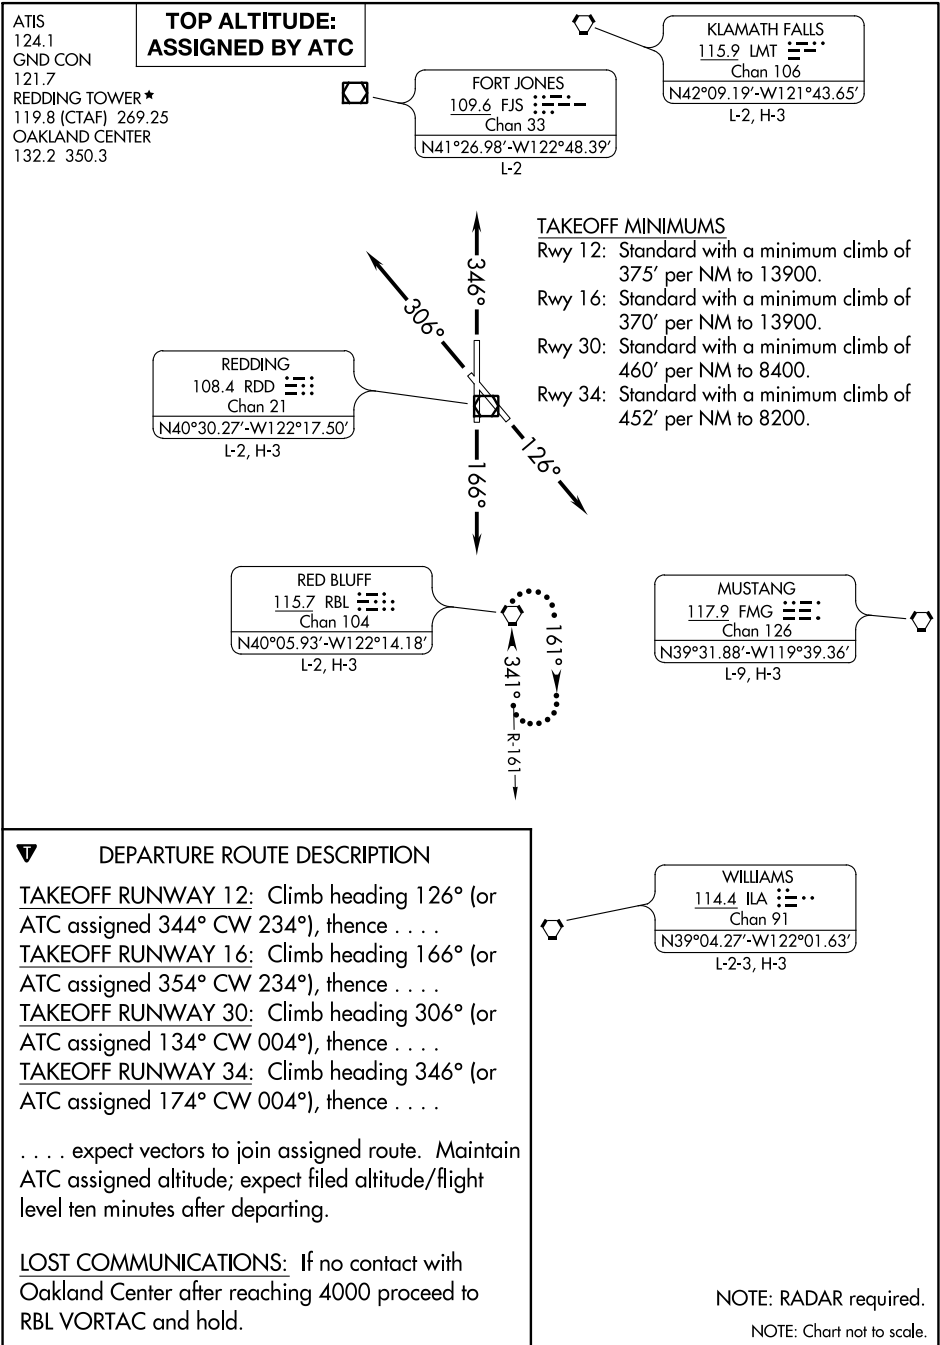 ATIS
124.1
GND CON
121.7
REDDING TOWER★
119.8 (CTAF) 269.25
OAKLAND CENTER
132.2 350.3
TOP ALTITUDE:
ASSIGNED BY ATC
KLAMATH FALLS
115.9 LMT
Chan 106
N42°09.19′-W121°43.65′
L-2, H-3
FORT JONES
109.6 FJS
Chan 33
N41°26.98′-W122°48.39′
L-2
TAKEOFF MINIMUMS
Rwy 12: Standard with a minimum climb of
375′ per NM to 13900.
Rwy 16: Standard with a minimum climb of
370′ per NM to 13900.
Rwy 30: Standard with a minimum climb of
460′ per NM to 8400.
Rwy 34: Standard with a minimum climb of
452′ per NM to 8200.
346°
306°
REDDING
108.4 RDD
Chan 21
N40°30.27′-W122°17.50′
L-2, H-3
126°
166°
RED BLUFF
115.7 RBL
Chan 104
N40°05.93′-W122°14.18′
L-2, H-3
161°
341°
R-161
MUSTANG
117.9 FMG
Chan 126
N39°31.88′-W119°39.36′
L-9, H-3
WILLIAMS
114.4 ILA
Chan 91
N39°04.27′-W122°01.63′
L-2-3, H-3
T DEPARTURE ROUTE DESCRIPTION
TAKEOFF RUNWAY 12: Climb heading 126° (or
ATC assigned 344° CW 234°), thence . . . .
TAKEOFF RUNWAY 16: Climb heading 166° (or
ATC assigned 354° CW 234°), thence . . . .
TAKEOFF RUNWAY 30: Climb heading 306° (or
ATC assigned 134° CW 004°), thence . . . .
TAKEOFF RUNWAY 34: Climb heading 346° (or
ATC assigned 174° CW 004°), thence . . . .
. . . . expect vectors to join assigned route. Maintain
ATC assigned altitude; expect filed altitude/flight
level ten minutes after departing.
LOST COMMUNICATIONS: If no contact with
Oakland Center after reaching 4000 proceed to
RBL VORTAC and hold.
NOTE: RADAR required.
NOTE: Chart not to scale.